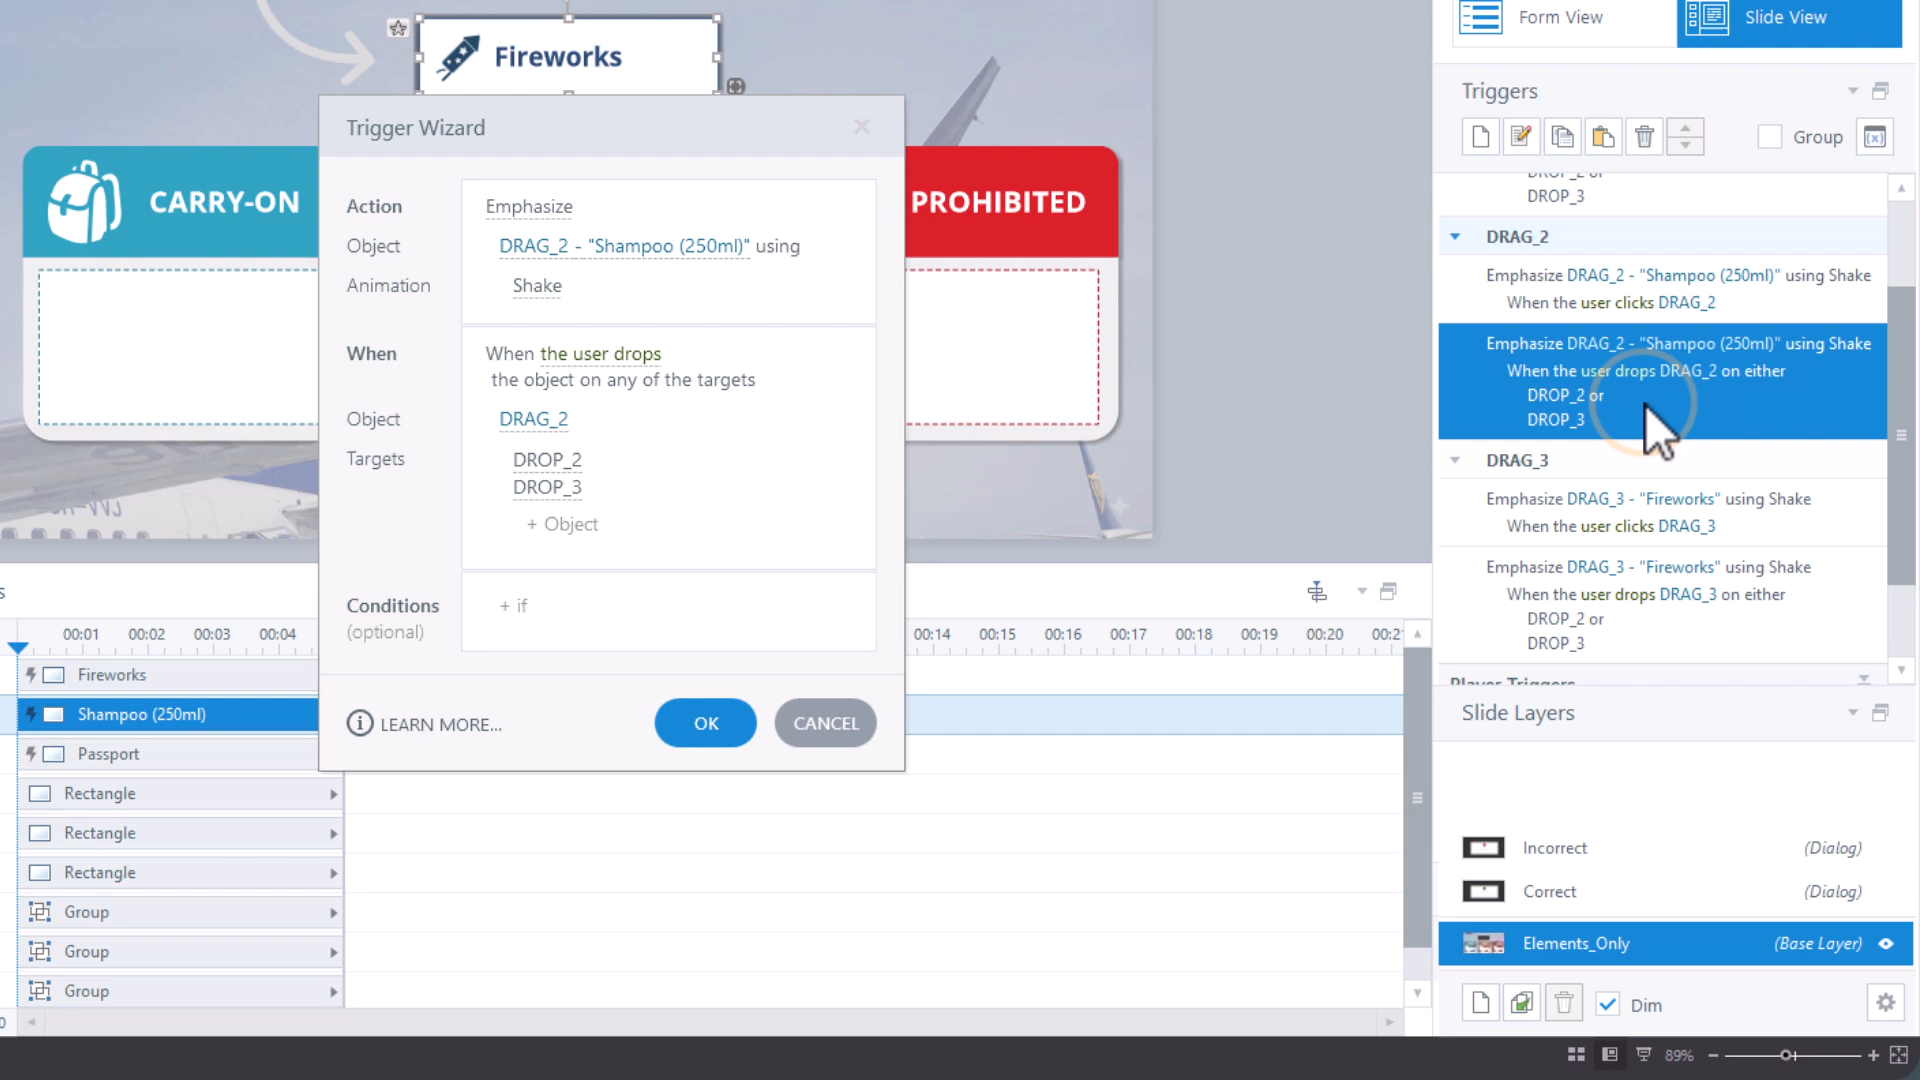 Form View
Slide View
Fireworks
Triggers
Group
Trigger Wizard
CARRY-ON
PROHIBITED
Action
Emphasize
Object
DRAG_2 - "Shampoo (250ml)" using
Animation
Shake
When
When the user drops
the object on any of the targets
Object
DRAG_2
Targets
DROP_2
DROP_3
+ Object
Conditions
(optional)
+ if
LEARN MORE...
OK
CANCEL
DROP_2 or
DROP_3
DRAG_2
Emphasize DRAG_2 - "Shampoo (250ml)" using Shake
When the user clicks DRAG_2
Emphasize DRAG_2 - "Shampoo (250ml)" using Shake
When the user drops DRAG_2 on either
DROP_2 or
DROP_3
DRAG_3
Emphasize DRAG_3 - "Fireworks" using Shake
When the user clicks DRAG_3
Emphasize DRAG_3 - "Fireworks" using Shake
When the user drops DRAG_3 on either
DROP_2 or
DROP_3
Player Triggers
s
00:01 00:02 00:03 00:04
00:14 00:15 00:16 00:17 00:18 00:19 00:20 00:2
Fireworks
Shampoo (250ml)
Passport
Rectangle
Rectangle
Rectangle
Group
Group
Group
Slide Layers
Incorrect (Dialog)
Correct (Dialog)
Elements_Only (Base Layer)
Dim
89%